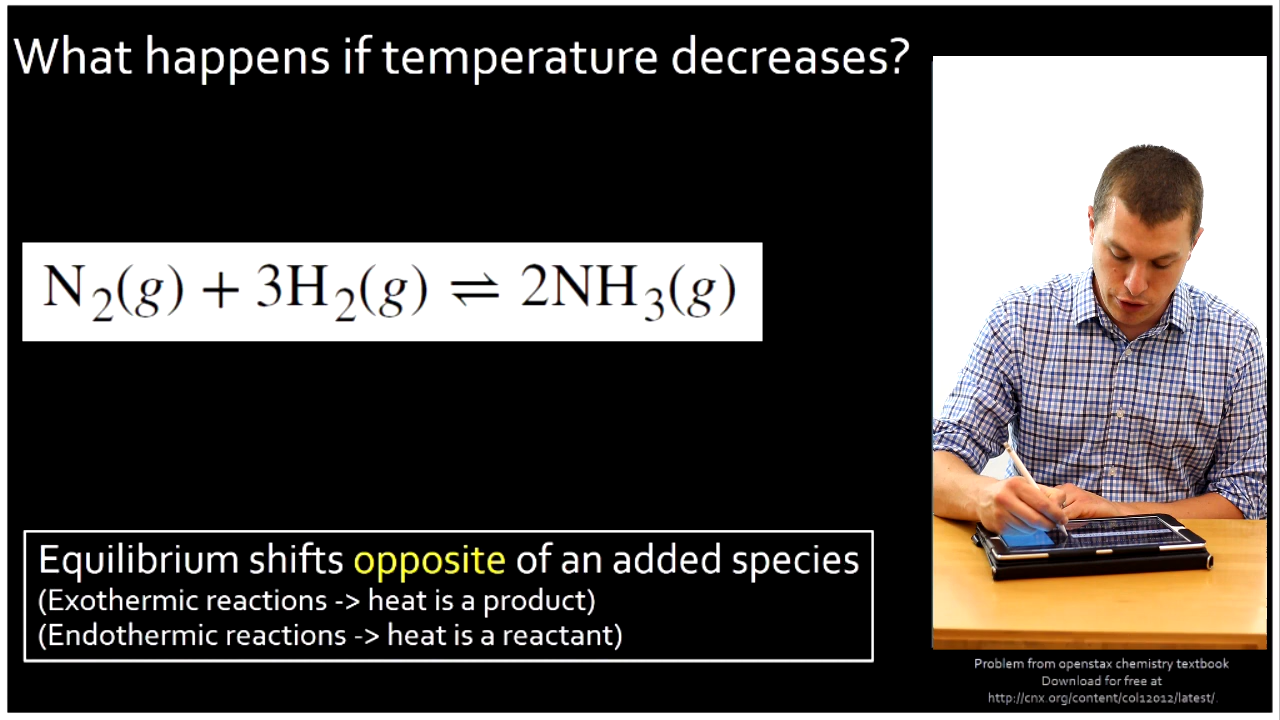 What happens if temperature decreases?
N₂(g) + 3H₂(g) ⇌ 2NH₃(g)
Equilibrium shifts opposite of an added species
(Exothermic reactions -> heat is a product)
(Endothermic reactions -> heat is a reactant)
Problem from openstax chemistry textbook
Download for free at
http://cnx.org/content/col12012/latest/.